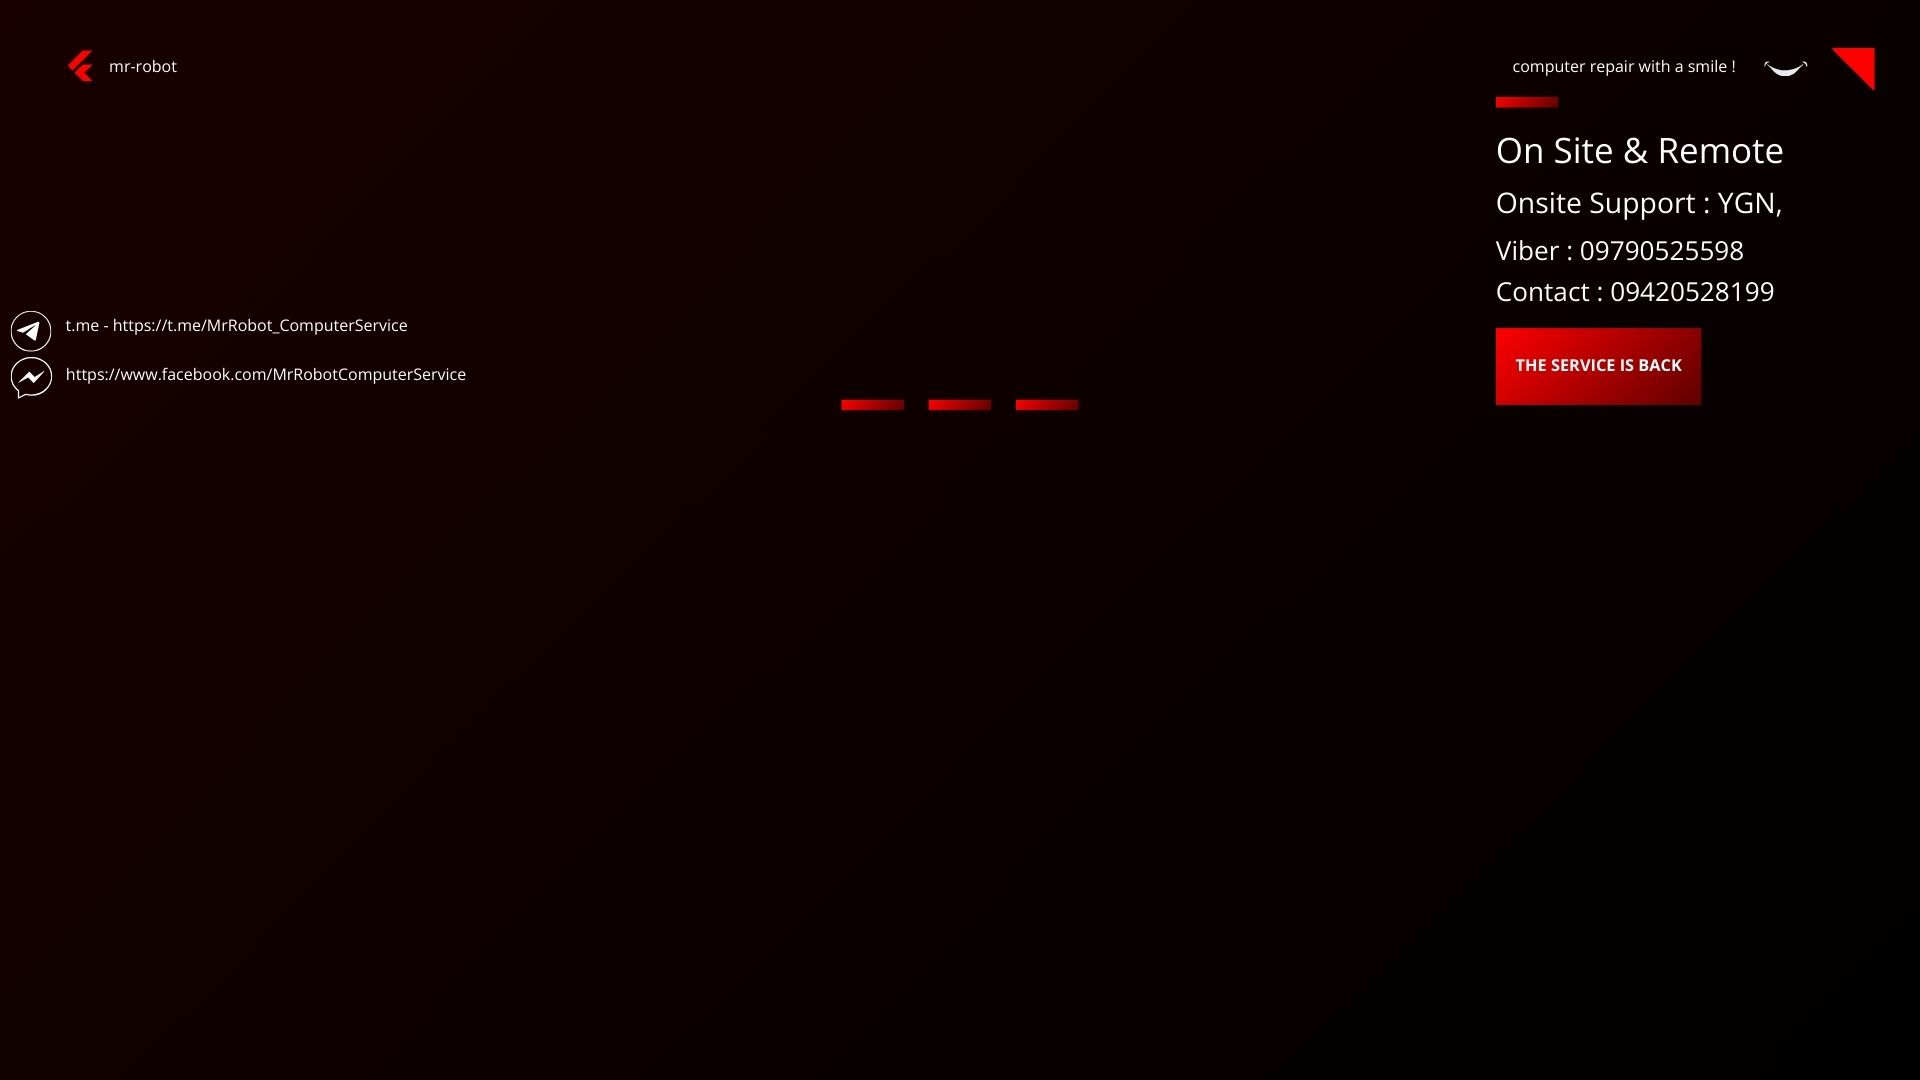 mr-robot
computer repair with a smile !
On Site & Remote
Onsite Support : YGN,
Viber : 09790525598
Contact : 09420528199
THE SERVICE IS BACK
t.me - https://t.me/MrRobot_ComputerService
https://www.facebook.com/MrRobotComputerService